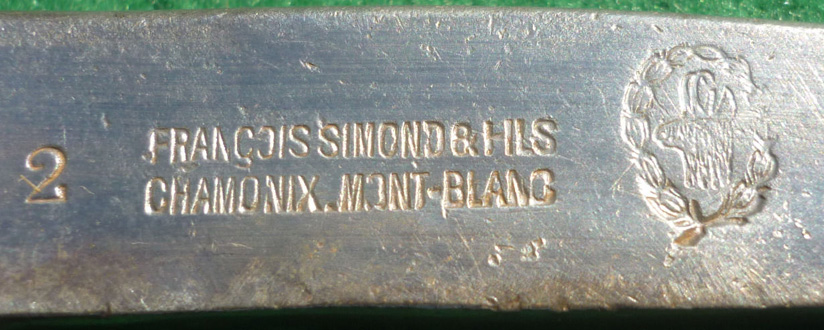 2
FRANÇOIS SIMOND & FILS
CHAMONIX. MONT-BLANC